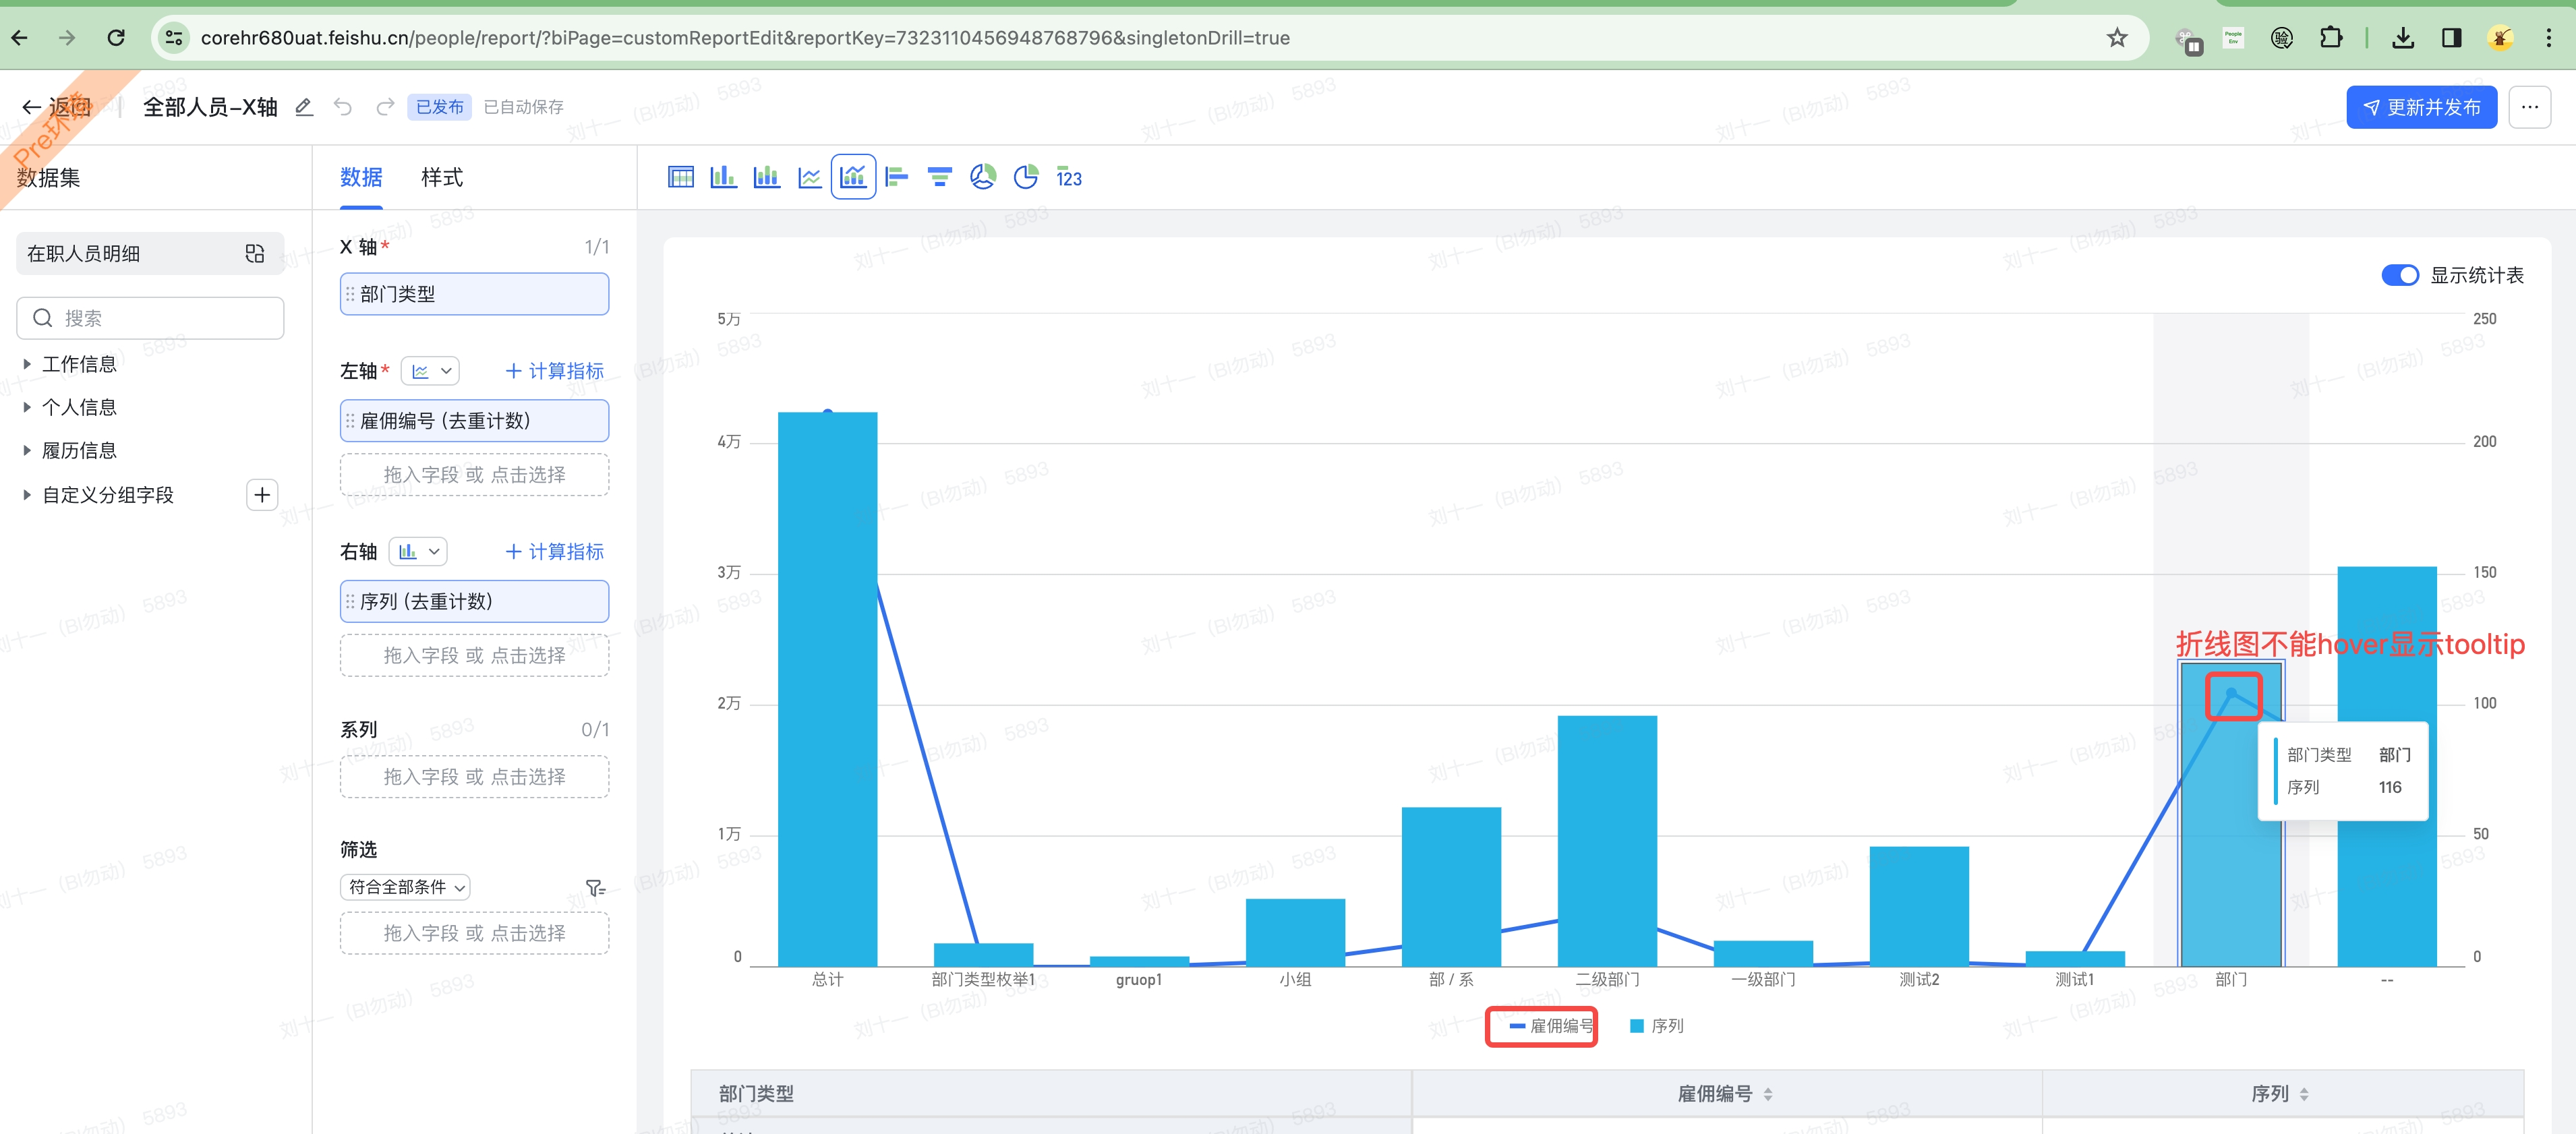 corehr680uat.feishu.cn/people/report/?biPage=customReportEdit&reportKey=7323110456948768796&singletonDrill=true
People Env
验
Pre环境
返回
全部人员-X轴
已发布
已自动保存
更新并发布
数据集
数据
样式
123
在职人员明细
搜索
工作信息
个人信息
履历信息
自定义分组字段
X 轴*
1/1
部门类型
左轴*
+ 计算指标
雇佣编号 (去重计数)
拖入字段 或 点击选择
右轴
+ 计算指标
序列 (去重计数)
拖入字段 或 点击选择
系列
0/1
拖入字段 或 点击选择
筛选
符合全部条件
拖入字段 或 点击选择
显示统计表
5万
4万
3万
2万
1万
0
250
200
150
100
50
0
折线图不能hover显示tooltip
部门类型 部门
序列 116
总计
部门类型枚举1
gruop1
小组
部 / 系
二级部门
一级部门
测试2
测试1
部门
--
雇佣编号
序列
部门类型
雇佣编号
序列
刘十一（BI勿动） 5893